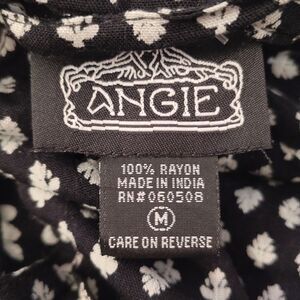 ANGIE
100% RAYON
MADE IN INDIA
RN#060508
M
CARE ON REVERSE